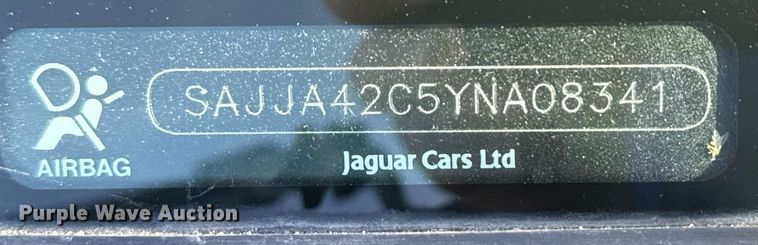 SAJJA42C5YNA08341
AIRBAG
Jaguar Cars Ltd
Purple Wave Auction